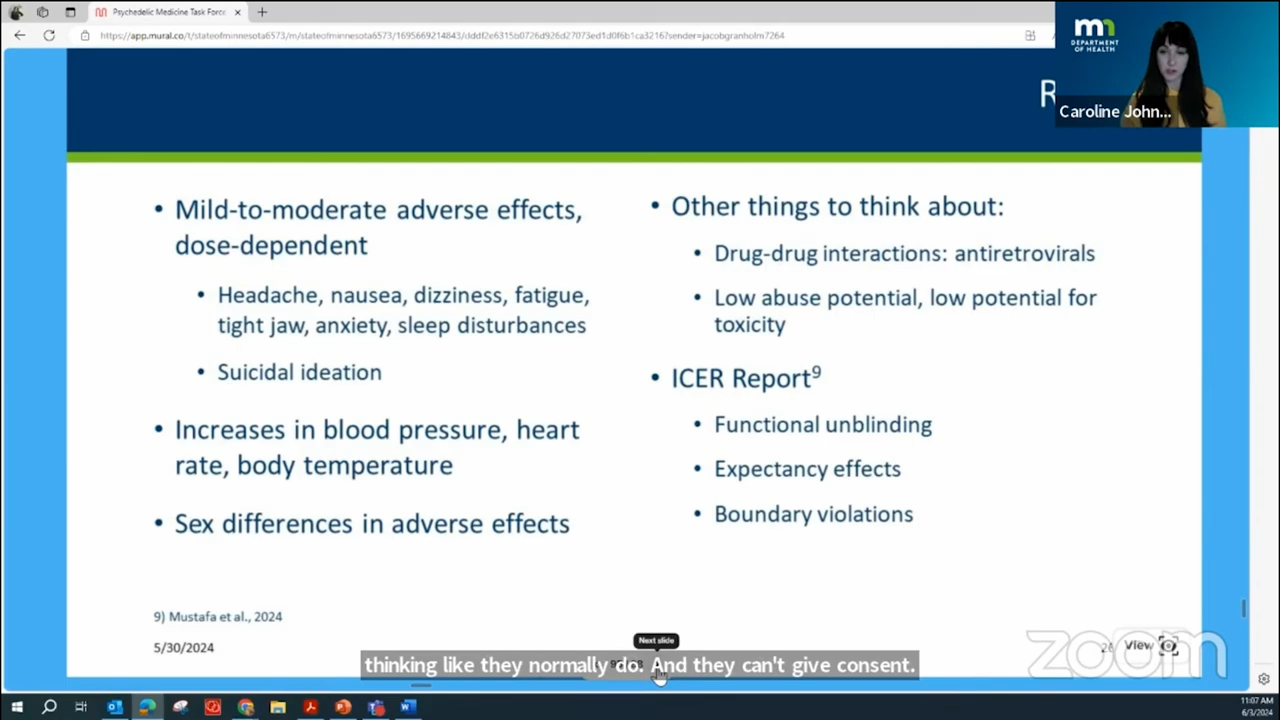 Psychedelic Medicine Task Force
https://app.mural.co/t/stateofminnesota6573/m/stateofminnesota6573/1695669214843/dddf2e6315b0726d926d27073ed1d0f6b1ca3216?sender=jacobgranholm7264
mn
DEPARTMENT
OF HEALTH
Caroline John...
R
• Mild-to-moderate adverse effects,
dose-dependent
• Headache, nausea, dizziness, fatigue,
tight jaw, anxiety, sleep disturbances
• Suicidal ideation
• Increases in blood pressure, heart
rate, body temperature
• Sex differences in adverse effects
• Other things to think about:
• Drug-drug interactions: antiretrovirals
• Low abuse potential, low potential for
toxicity
• ICER Report9
• Functional unblinding
• Expectancy effects
• Boundary violations
9) Mustafa et al., 2024
5/30/2024
Next slide
View
zoom
thinking like they normally do. And they can't give consent.
11:07 AM
6/3/2024